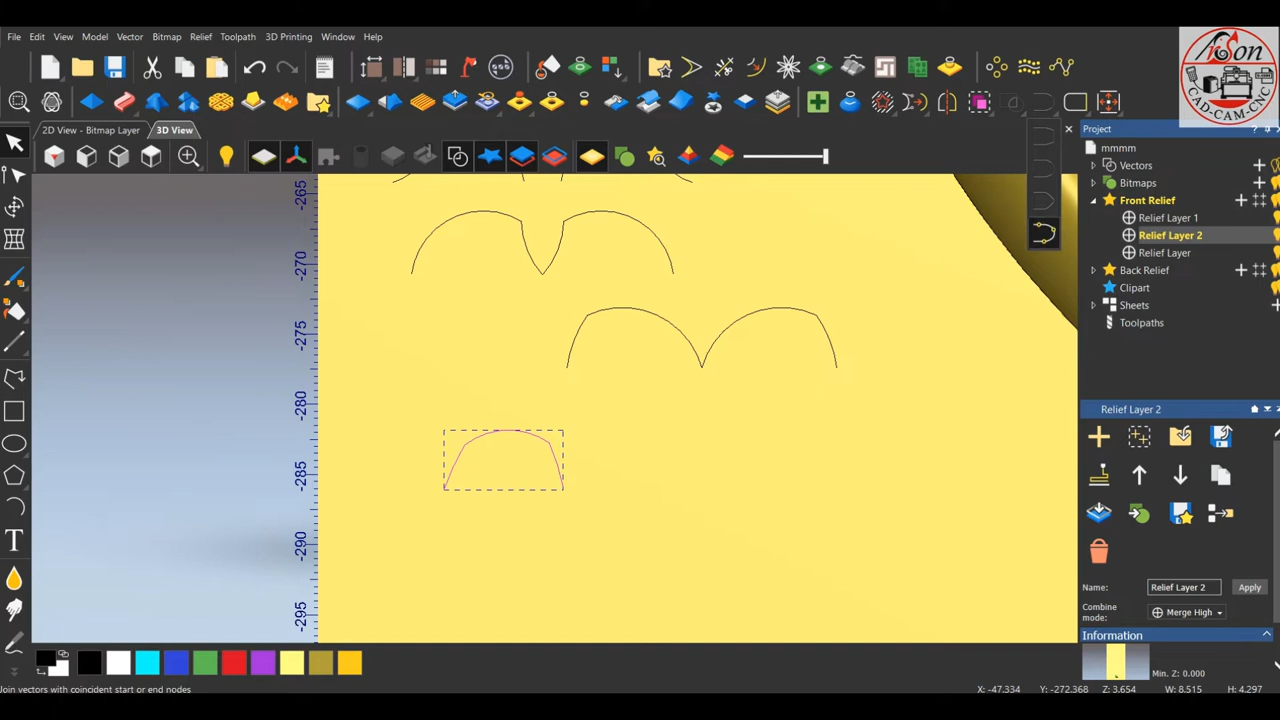 File Edit View Model Vector Bitmap Relief Toolpath 3D Printing Window Help
CAD-CAM-CNC
2D View - Bitmap Layer 3D View
Project ?
mmmm
Vectors
Bitmaps
Front Relief
Relief Layer 1
Relief Layer 2
Relief Layer
Back Relief
Clipart
Sheets
Toolpaths
-265
-270
-275
-280
-285
-290
-295
Relief Layer 2
Name: Relief Layer 2 Apply
Combine mode: Merge High
Information
Min. Z: 0.000
Join vectors with coincident start or end nodes
X: -47.334 Y: -272.368 Z: 3.654 W: 8.515 H: 4.297